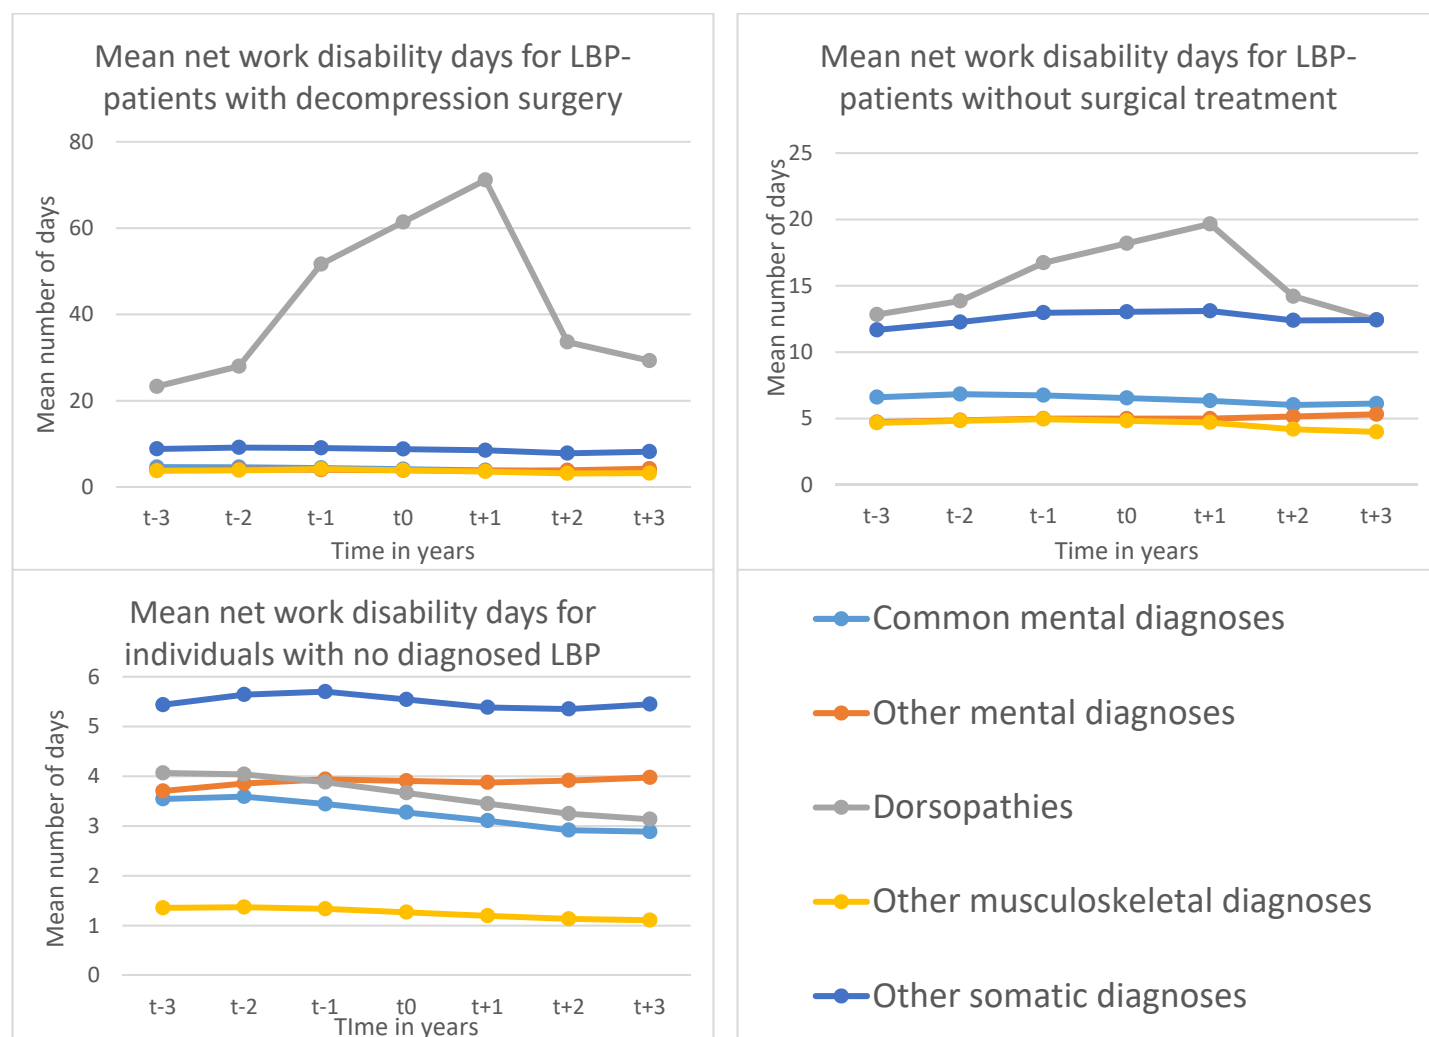 Mean net work disability days for LBP-
patients with decompression surgery
Mean number of days
80
60
40
20
0
t-3 t-2 t-1 t0 t+1 t+2 t+3
Time in years
Mean net work disability days for LBP-
patients without surgical treatment
Mean number of days
25
20
15
10
5
0
t-3 t-2 t-1 t0 t+1 t+2 t+3
Time in years
Mean net work disability days for
individuals with no diagnosed LBP
Mean number of days
6
5
4
3
2
1
0
t-3 t-2 t-1 t0 t+1 t+2 t+3
TIme in years
Common mental diagnoses
Other mental diagnoses
Dorsopathies
Other musculoskeletal diagnoses
Other somatic diagnoses